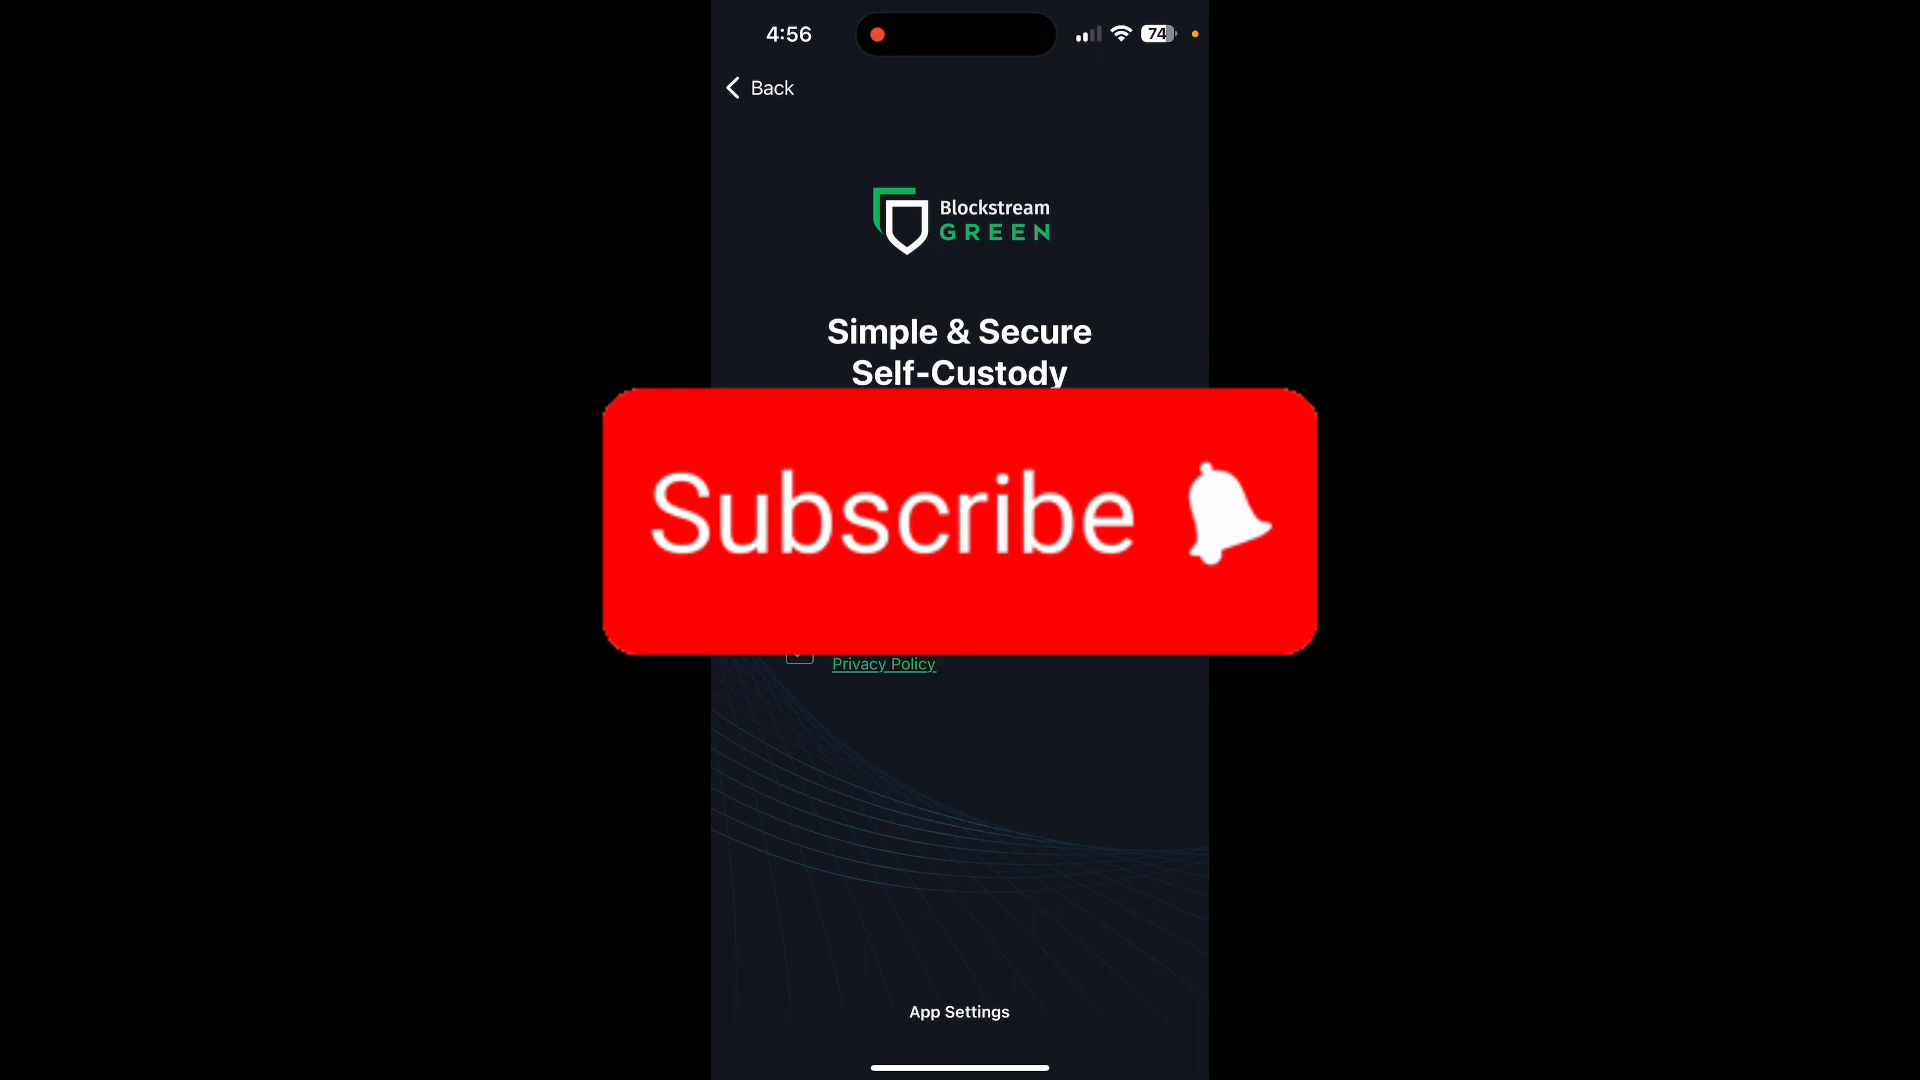 4:56
74
Back
Blockstream
GREEN
Simple & Secure
Self-Custody
Subscribe
Privacy Policy
App Settings